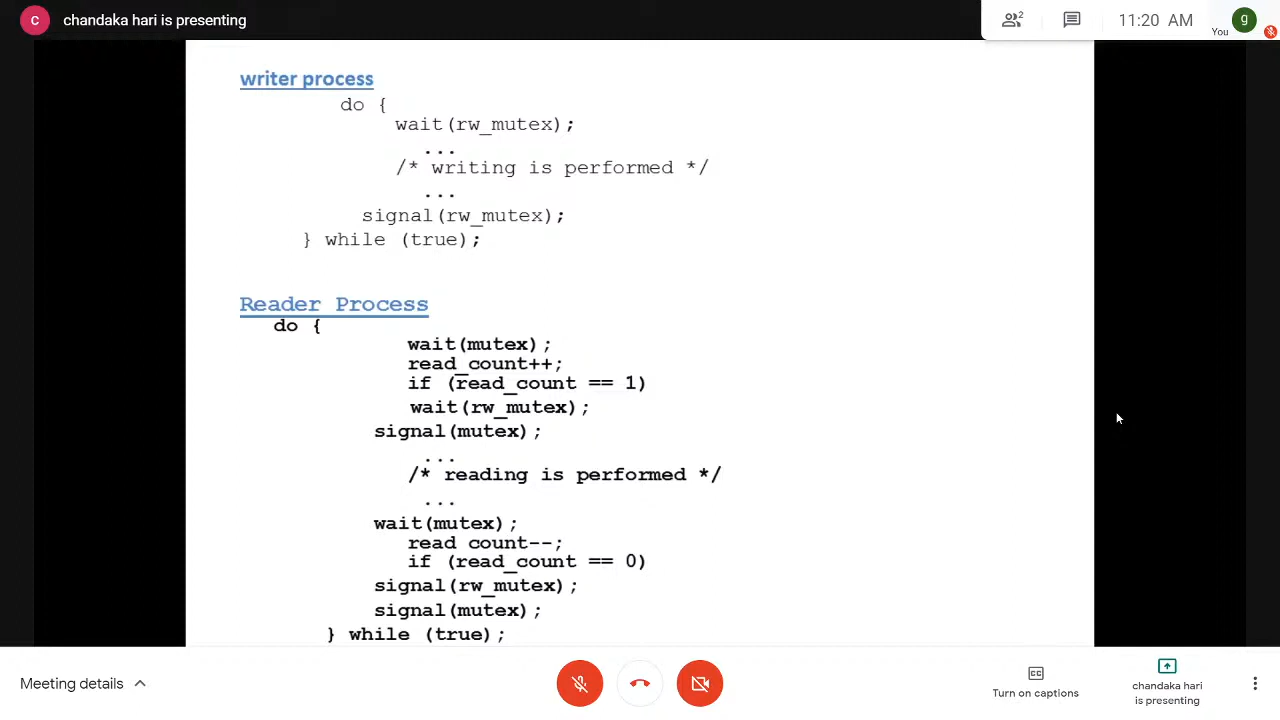 c chandaka hari is presenting
2
11:20 AM
You
g
writer process
do {
wait(rw_mutex);
...
/* writing is performed */
...
signal(rw_mutex);
} while (true);
Reader Process
do {
wait(mutex);
read_count++;
if (read_count == 1)
wait(rw_mutex);
signal(mutex);
...
/* reading is performed */
...
wait(mutex);
read count--;
if (read_count == 0)
signal(rw_mutex);
signal(mutex);
} while (true);
Meeting details
CC
Turn on captions
chandaka hari
is presenting